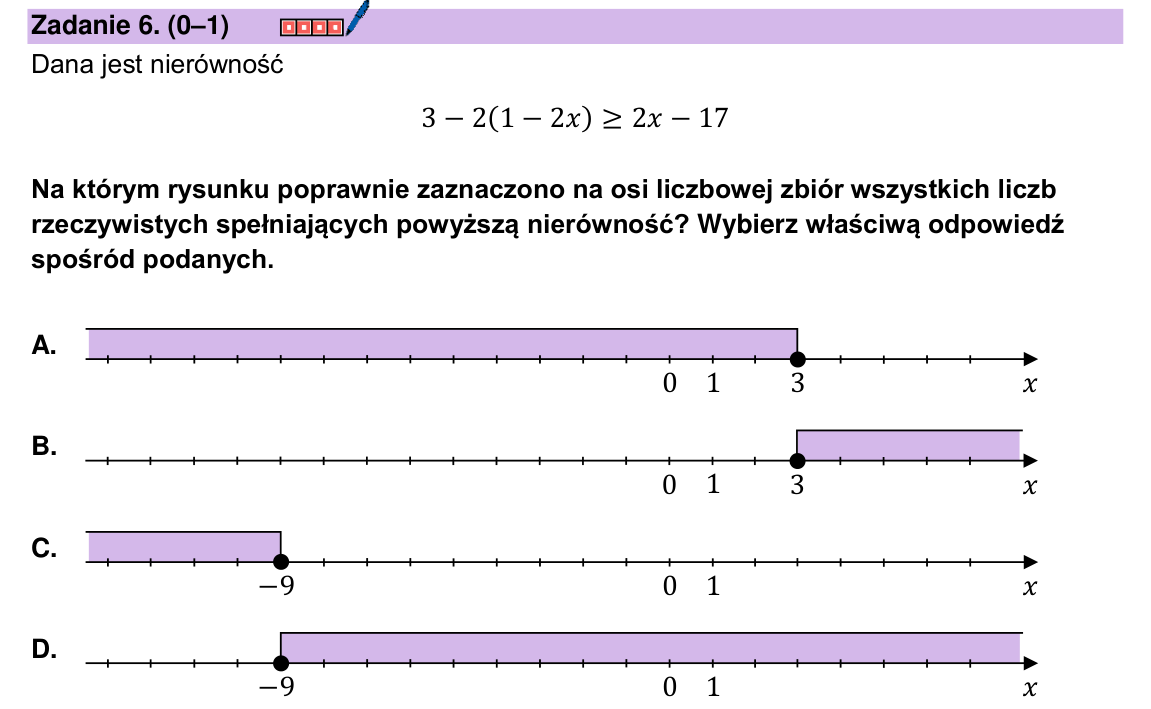 Zadanie 6. (0–1)
Dana jest nierówność
3 − 2(1 − 2x) ≥ 2x − 17
Na którym rysunku poprawnie zaznaczono na osi liczbowej zbiór wszystkich liczb
rzeczywistych spełniających powyższą nierówność? Wybierz właściwą odpowiedź
spośród podanych.
A.
0 1 3 x
B.
0 1 3 x
C.
−9 0 1 x
D.
−9 0 1 x